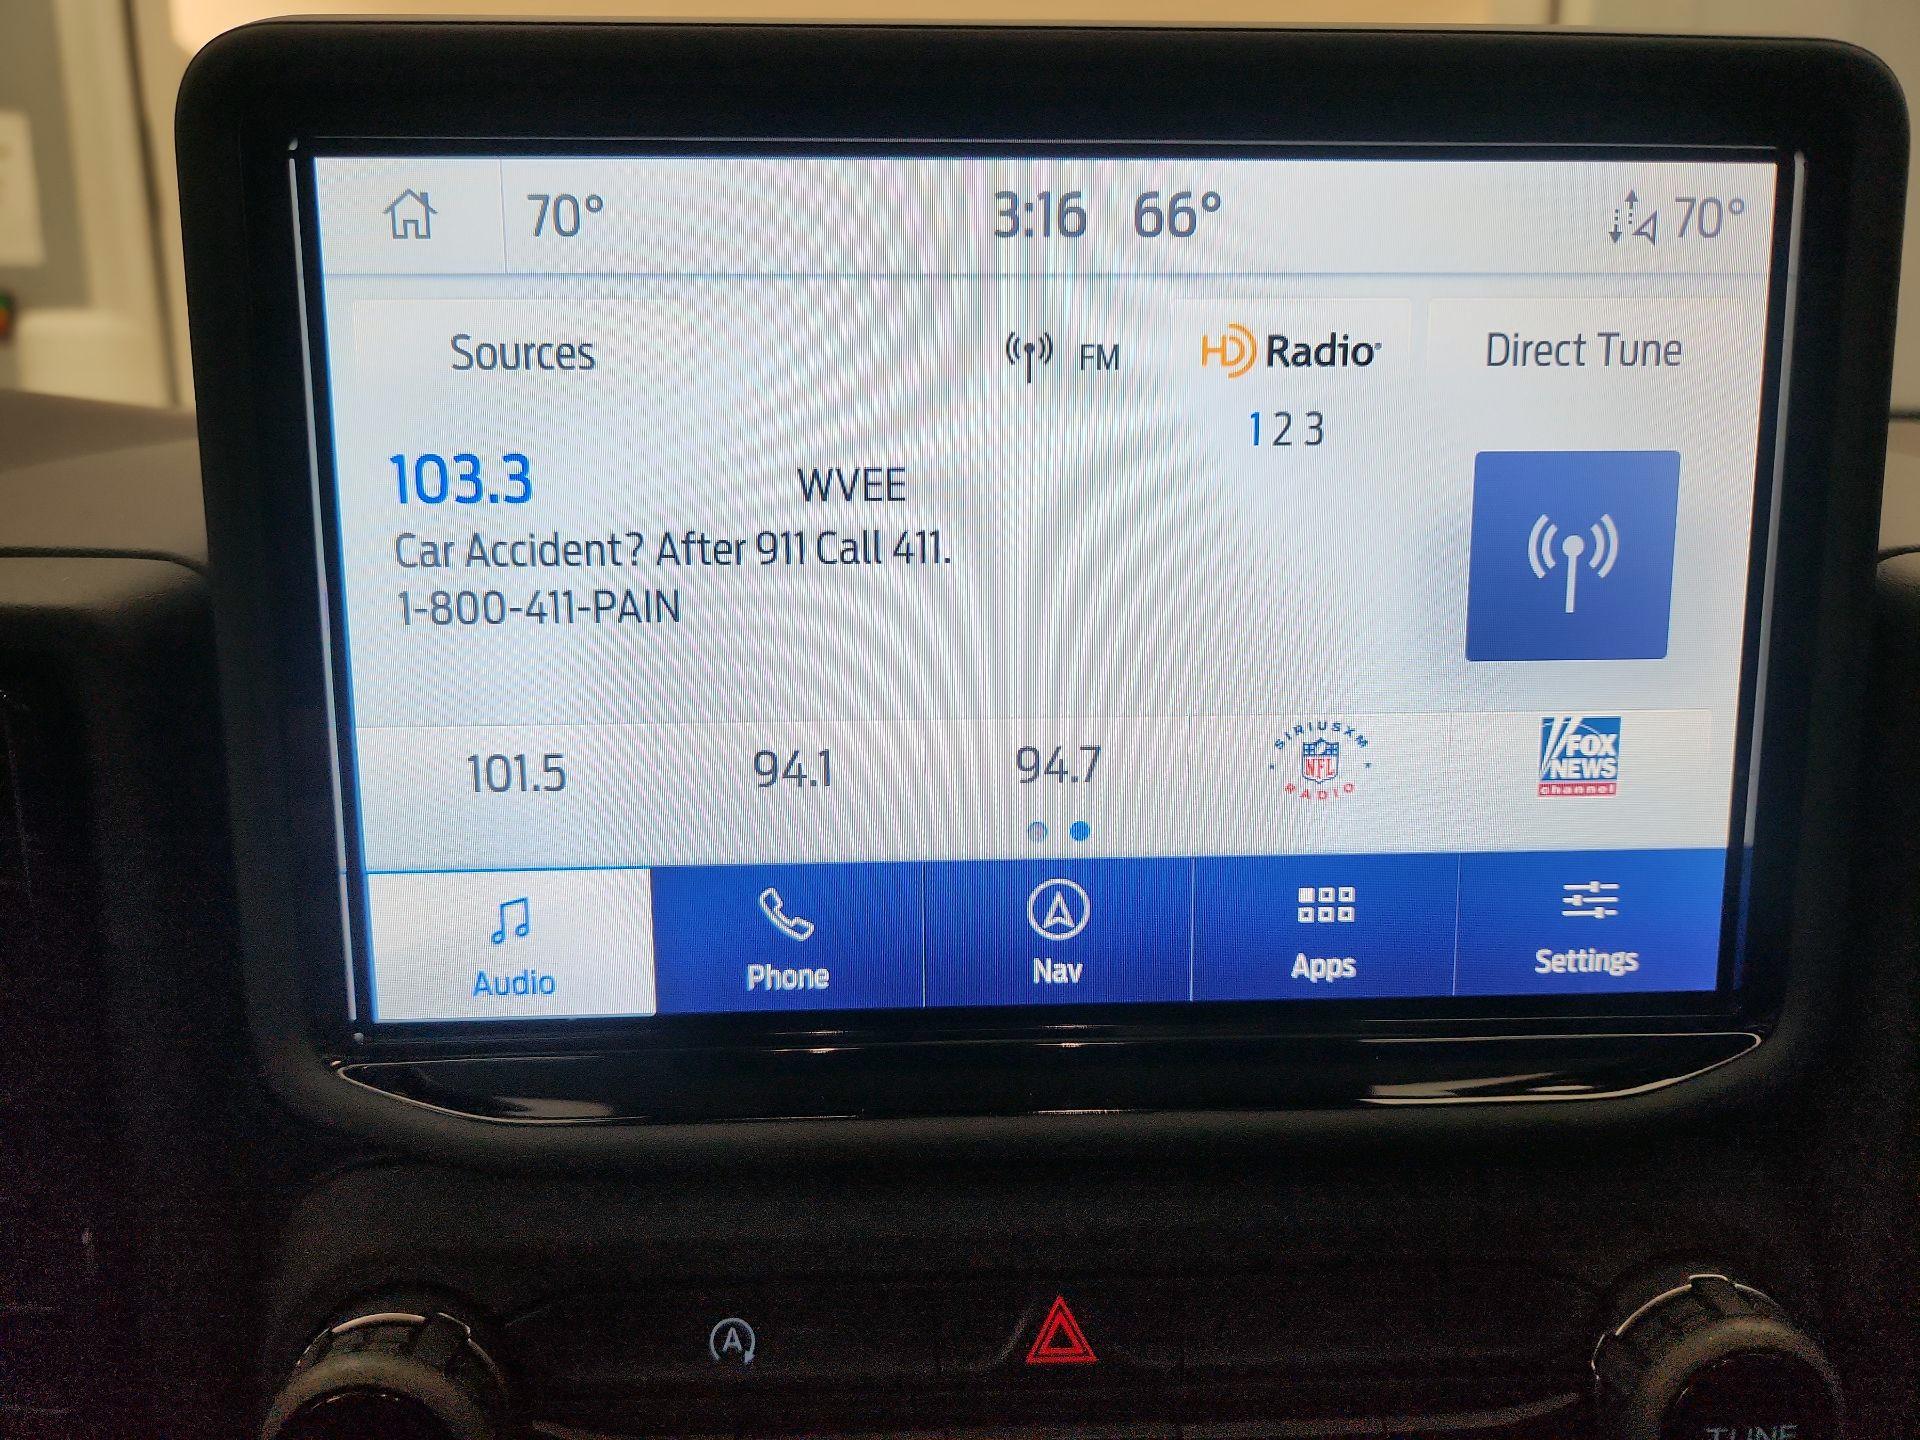 70° 3:16 66° 70°
Sources FM HD Radio Direct Tune
1 2 3
103.3 WVEE
Car Accident? After 911 Call 411.
1-800-411-PAIN
101.5 94.1 94.7
SIRIUSXM
NFL
RADIO
FOX
NEWS
channel
Audio Phone Nav Apps Settings
A
TUNE